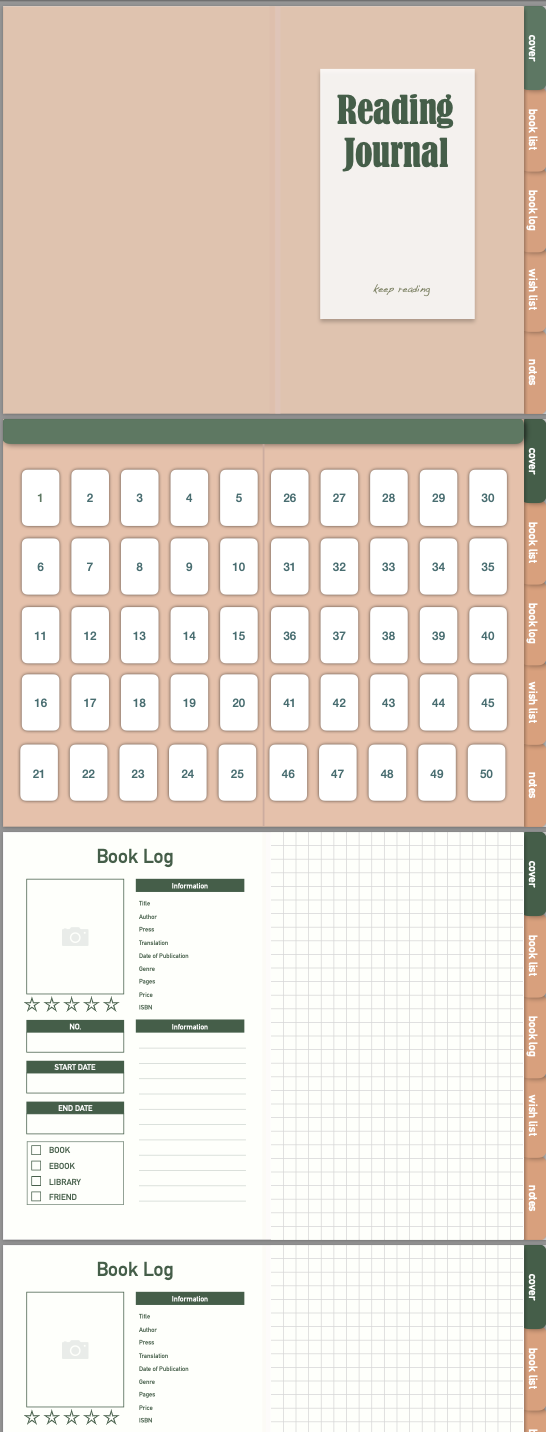 Reading
Journal
keep reading
cover
book list
book log
wish list
notes
1 2 3 4 5 26 27 28 29 30
6 7 8 9 10 31 32 33 34 35
11 12 13 14 15 36 37 38 39 40
16 17 18 19 20 41 42 43 44 45
21 22 23 24 25 46 47 48 49 50
cover
book list
book log
wish list
notes
Book Log
Information
Title
Author
Press
Translation
Date of Publication
Genre
Pages
Price
ISBN
NO.
Information
START DATE
END DATE
BOOK
EBOOK
LIBRARY
FRIEND
cover
book list
book log
wish list
notes
Book Log
Information
Title
Author
Press
Translation
Date of Publication
Genre
Pages
Price
ISBN
cover
book list